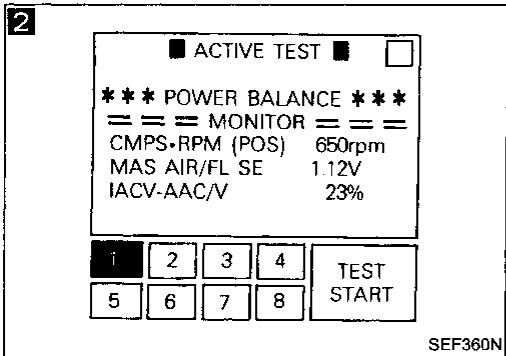 2
ACTIVE TEST
*** POWER BALANCE ***
= = = MONITOR = = =
CMPS•RPM (POS) 650rpm
MAS AIR/FL SE 1.12V
IACV-AAC/V 23%
1 2 3 4
TEST START
5 6 7 8
SEF360N